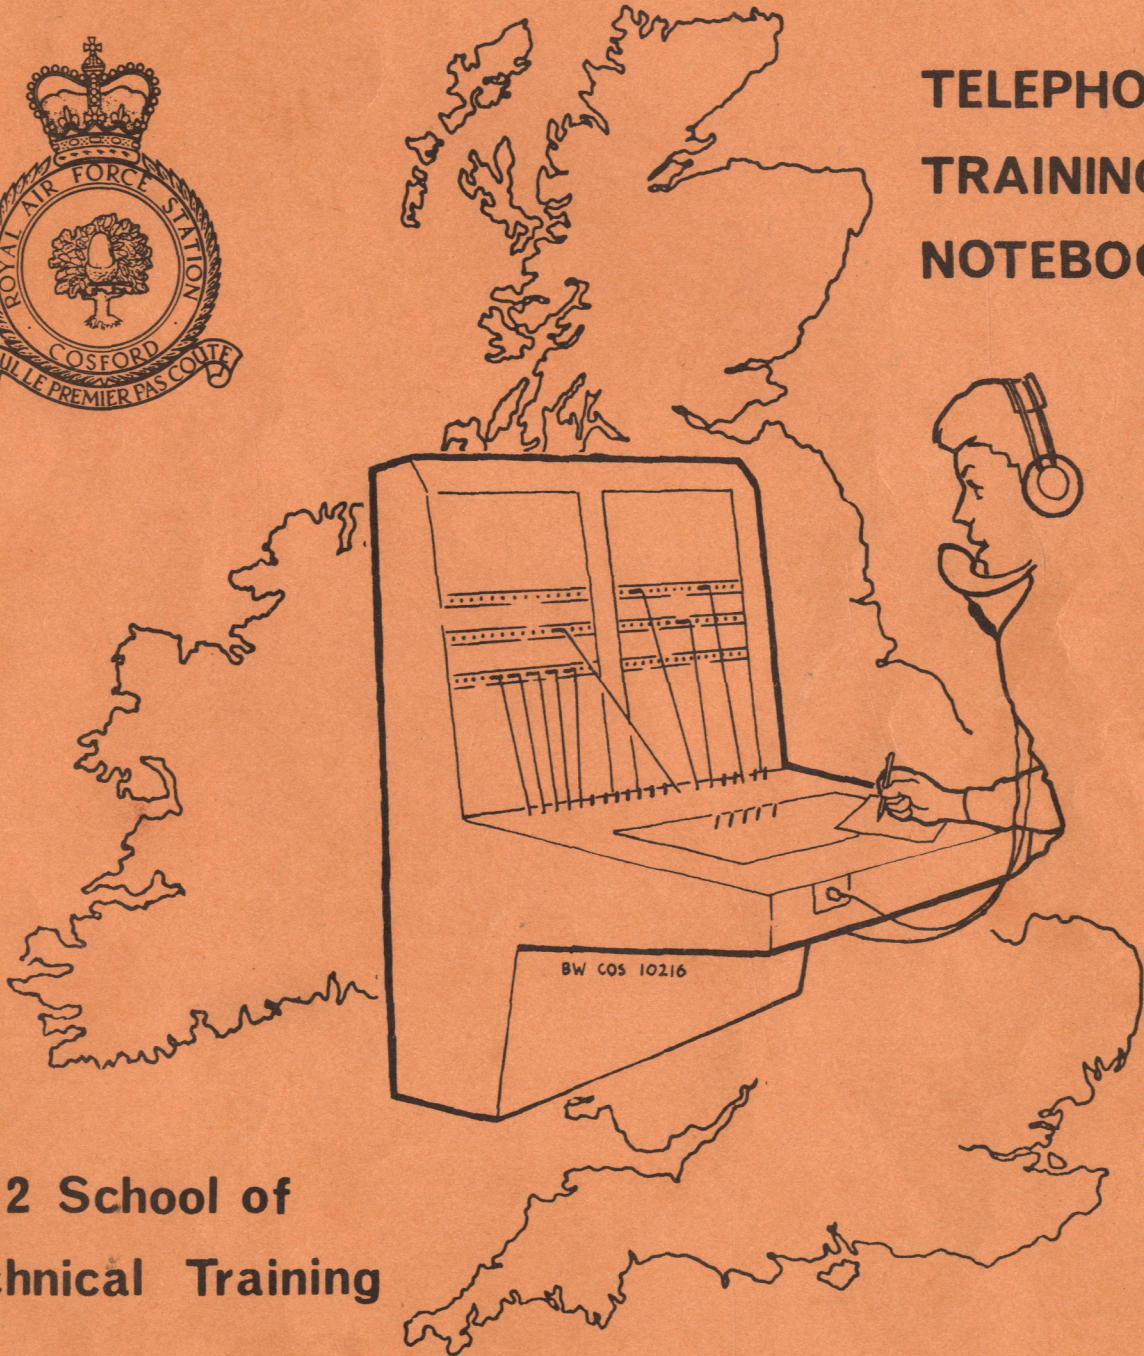 ROYAL AIR FORCE STATION
COSFORD
UL LE PREMIER PAS COUTE
TELEPHO
TRAINING
NOTEBOO
BW COS 10216
2 School of
chnical Training